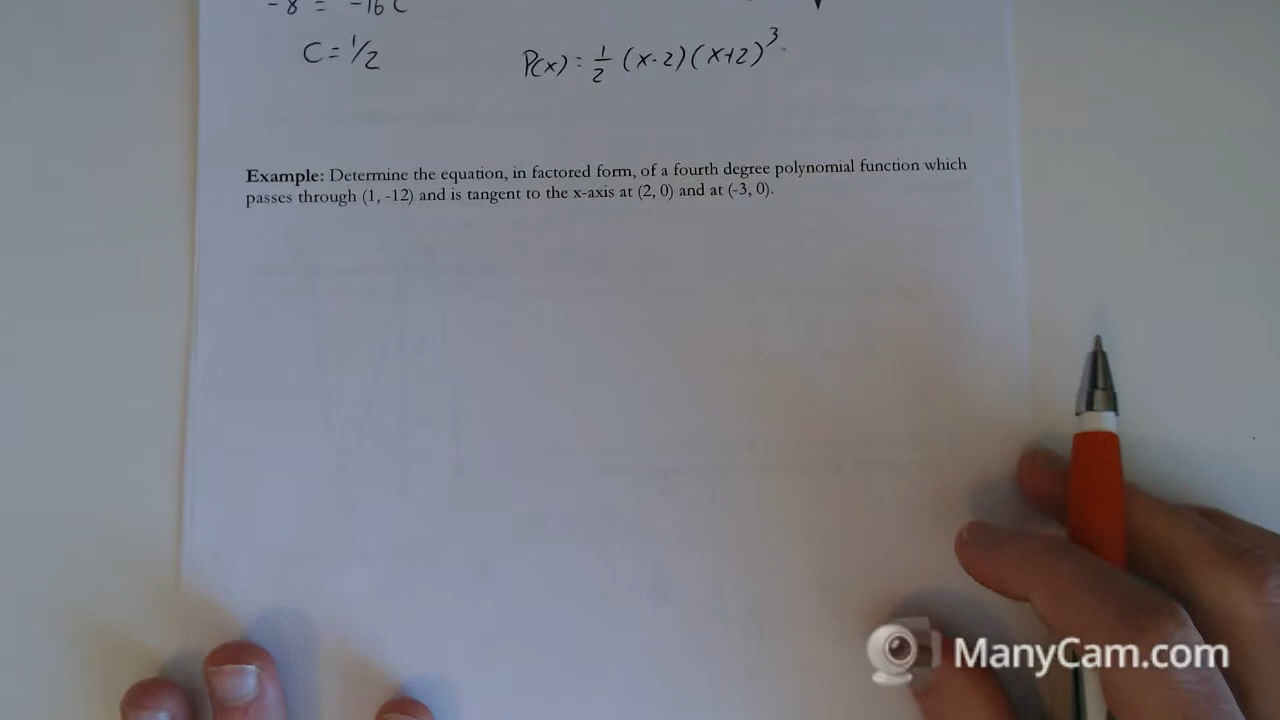 -8 = -16C
C = 1/2
P(x) = 1/2 (x-2)(x+2)^3
Example: Determine the equation, in factored form, of a fourth degree polynomial function which
passes through (1, -12) and is tangent to the x-axis at (2, 0) and at (-3, 0).
ManyCam.com